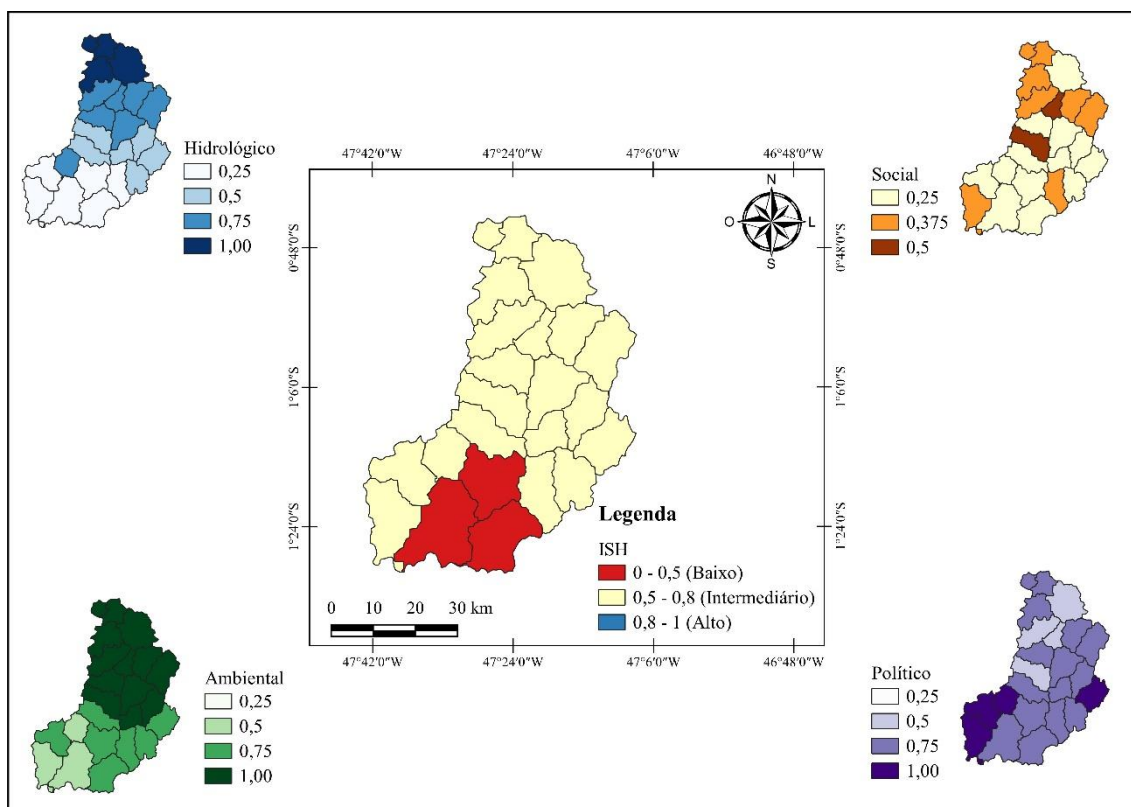 Hidrológico
0,25
0,5
0,75
1,00
Social
0,25
0,375
0,5
47°42'0"W
47°24'0"W
47°6'0"W
46°48'0"W
N
O
L
S
0°48'0"S
1°6'0"S
1°24'0"S
0°48'0"S
1°6'0"S
1°24'0"S
Legenda
ISH
0 - 0,5 (Baixo)
0,5 - 0,8 (Intermediário)
0,8 - 1 (Alto)
0 10 20 30 km
47°42'0"W
47°24'0"W
47°6'0"W
46°48'0"W
Ambiental
0,25
0,5
0,75
1,00
Político
0,25
0,5
0,75
1,00